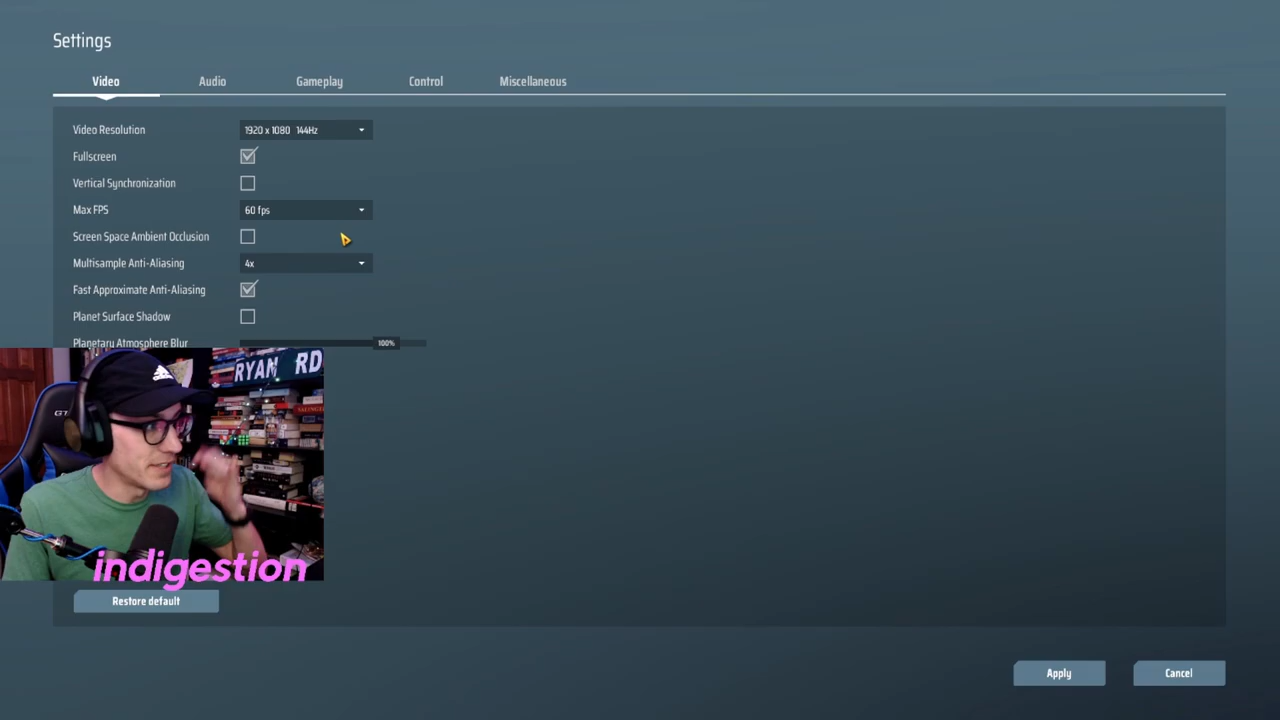 Settings
Video Audio Gameplay Control Miscellaneous
Video Resolution 1920 x 1080 144Hz
Fullscreen
Vertical Synchronization
Max FPS 60 fps
Screen Space Ambient Occlusion
Multisample Anti-Aliasing 4x
Fast Approximate Anti-Aliasing
Planet Surface Shadow
Planetary Atmosphere Blur 100%
RYAN RD
GT
indigestion
Restore default
Apply Cancel